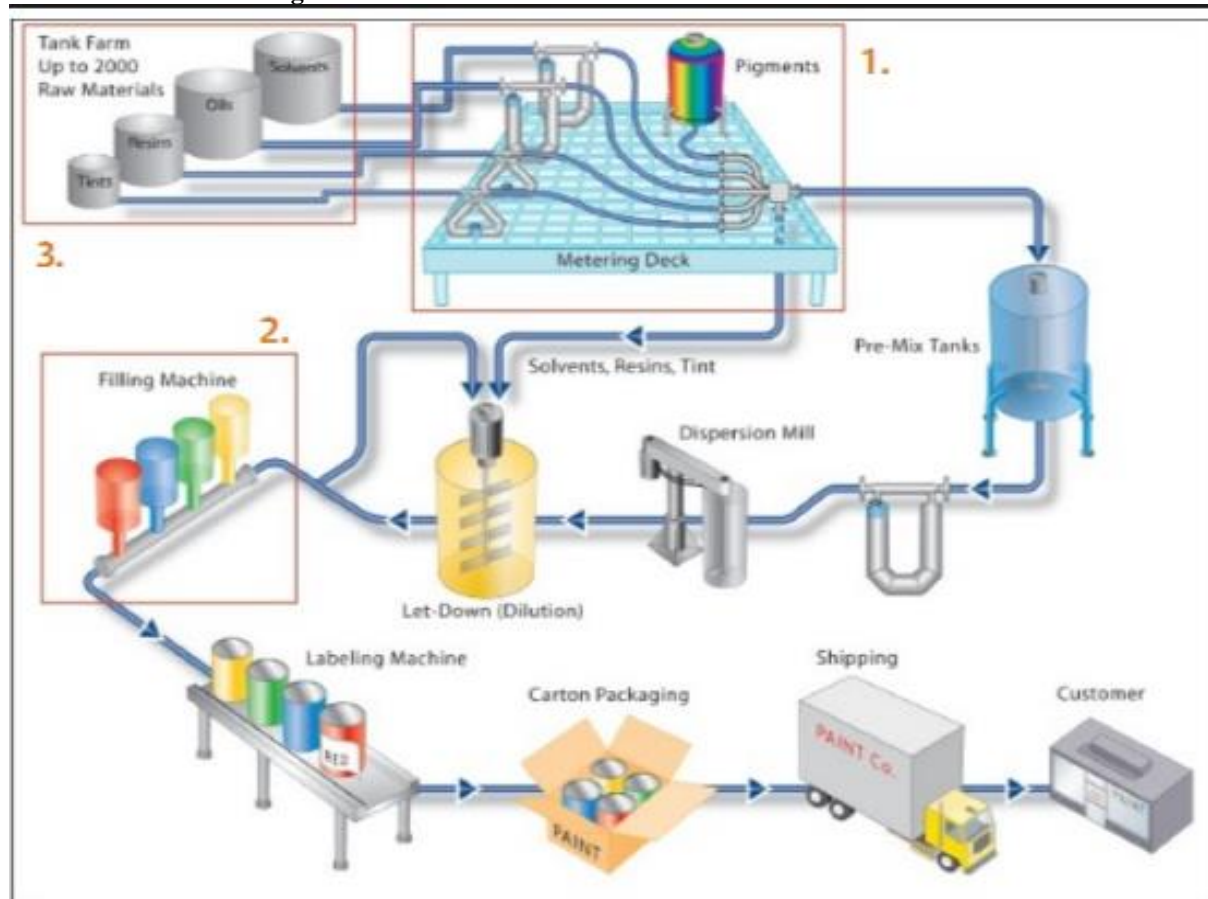 Tank Farm
Up to 2000
Raw Materials
Solvents
Oils
Resins
Tints
Pigments
1.
Metering Deck
3.
2.
Solvents, Resins, Tint
Pre-Mix Tanks
Filling Machine
Dispersion Mill
Let-Down (Dilution)
Labeling Machine
RED
Carton Packaging
PAINT
Shipping
PAINT Co.
Customer
PAINT